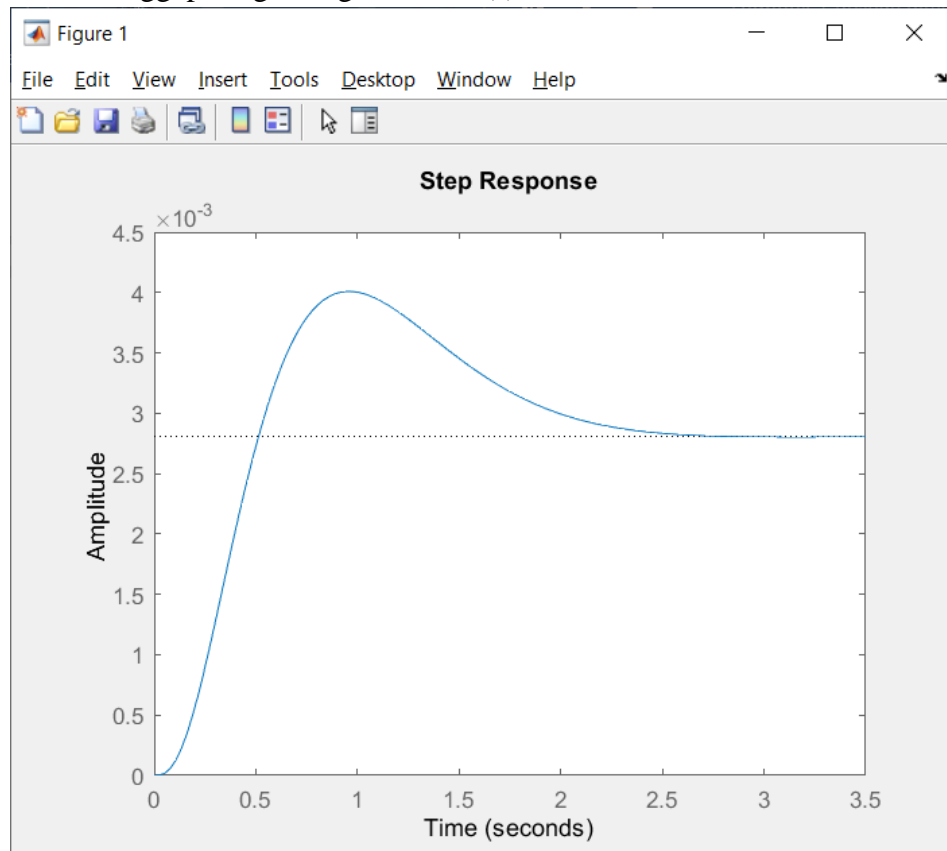 Figure 1
File Edit View Insert Tools Desktop Window Help
Step Response
×10-3
4.5
4
3.5
3
2.5
2
1.5
1
0.5
0
Amplitude
0 0.5 1 1.5 2 2.5 3 3.5
Time (seconds)